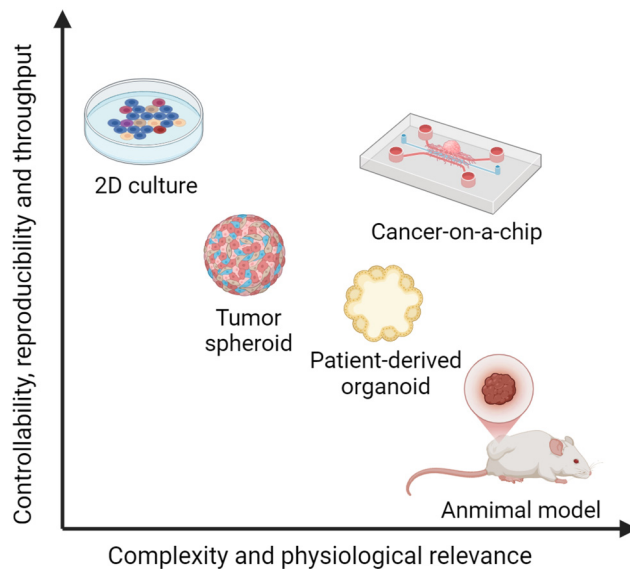 Controllability, reproducibility and throughput
2D culture
Cancer-on-a-chip
Tumor
spheroid
Patient-derived
organoid
Anmimal model
Complexity and physiological relevance